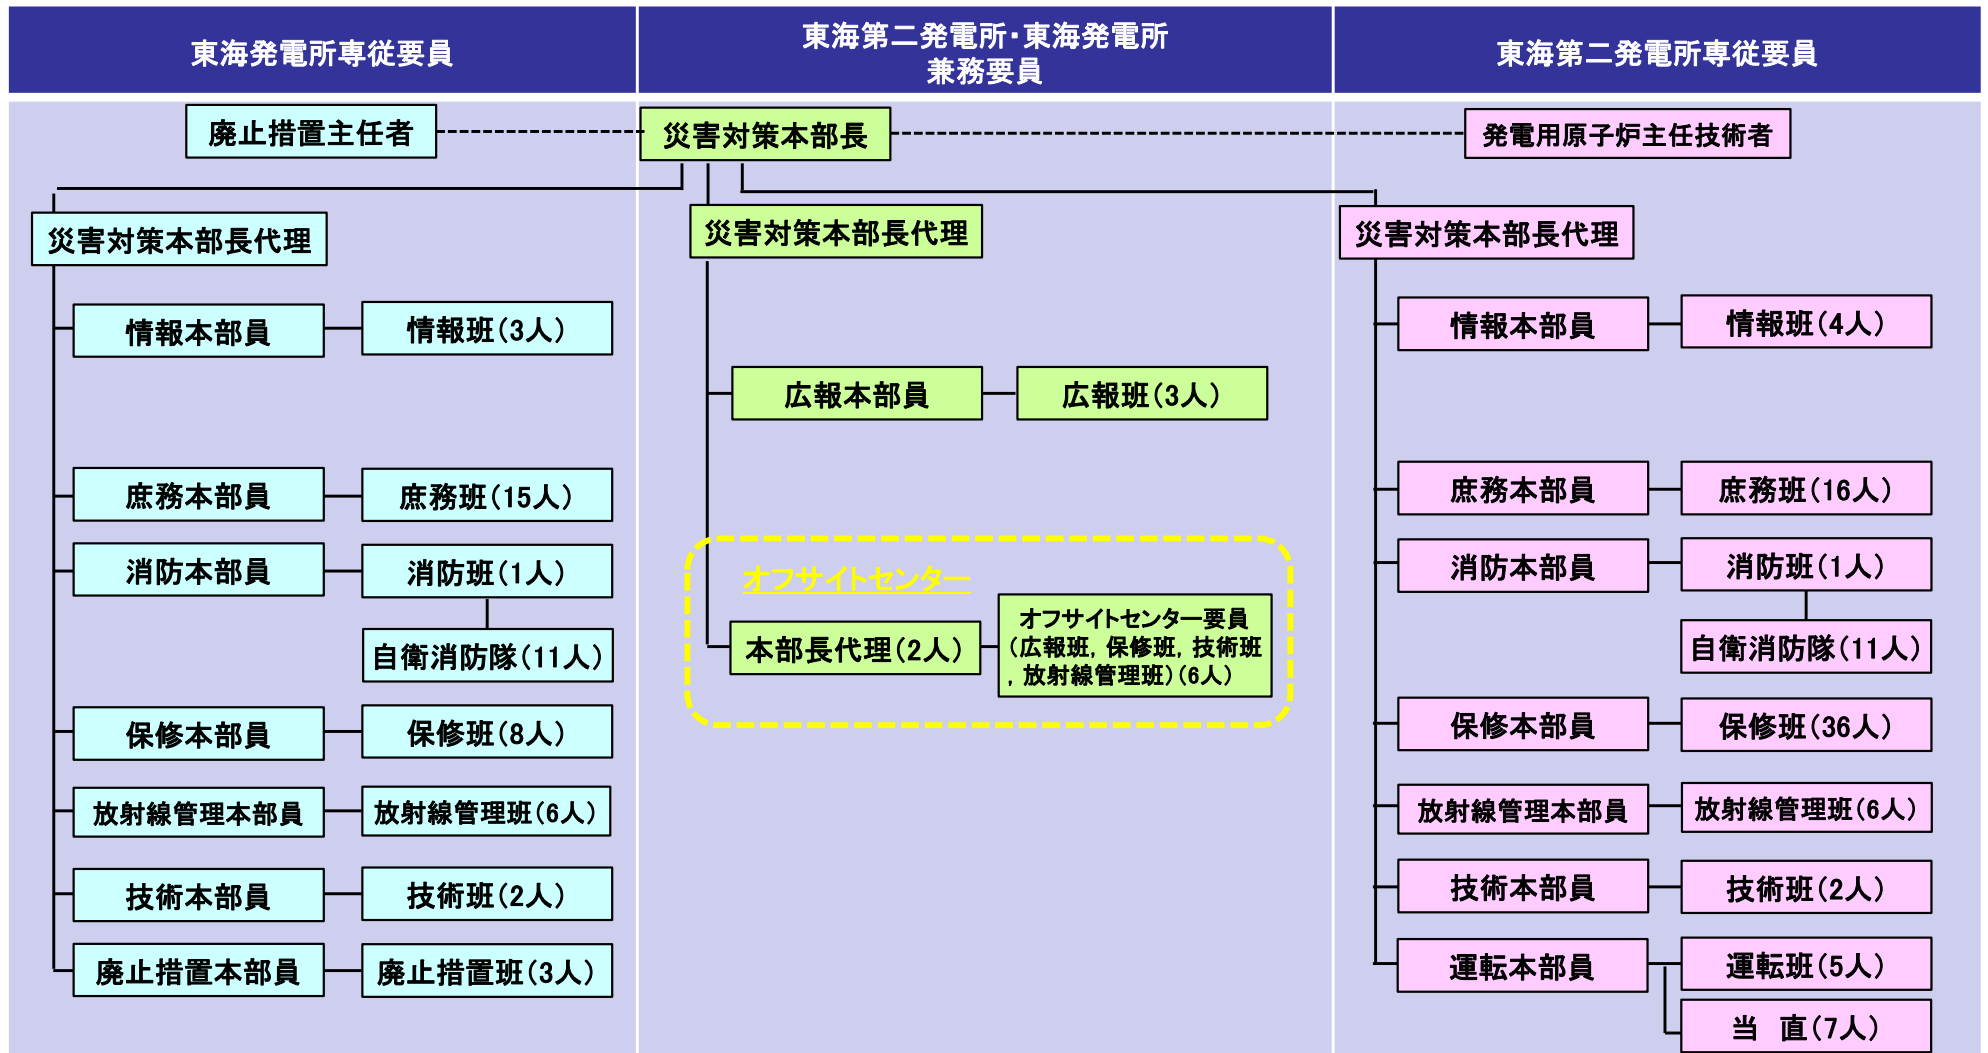 東海発電所専従要員
東海第二発電所・東海発電所
兼務要員
東海第二発電所専従要員
廃止措置主任者
災害対策本部長
発電用原子炉主任技術者
災害対策本部長代理
情報本部員
情報班(3人)
庶務本部員
庶務班(15人)
消防本部員
消防班(1人)
自衛消防隊(11人)
保修本部員
保修班(8人)
放射線管理本部員
放射線管理班(6人)
技術本部員
技術班(2人)
廃止措置本部員
廃止措置班(3人)
災害対策本部長代理
広報本部員
広報班(3人)
オフサイトセンター
本部長代理(2人)
オフサイトセンター要員
(広報班，保修班，技術班
，放射線管理班)(6人)
災害対策本部長代理
情報本部員
情報班(4人)
庶務本部員
庶務班(16人)
消防本部員
消防班(1人)
自衛消防隊(11人)
保修本部員
保修班(36人)
放射線管理本部員
放射線管理班(6人)
技術本部員
技術班(2人)
運転本部員
運転班(5人)
当　直(7人)